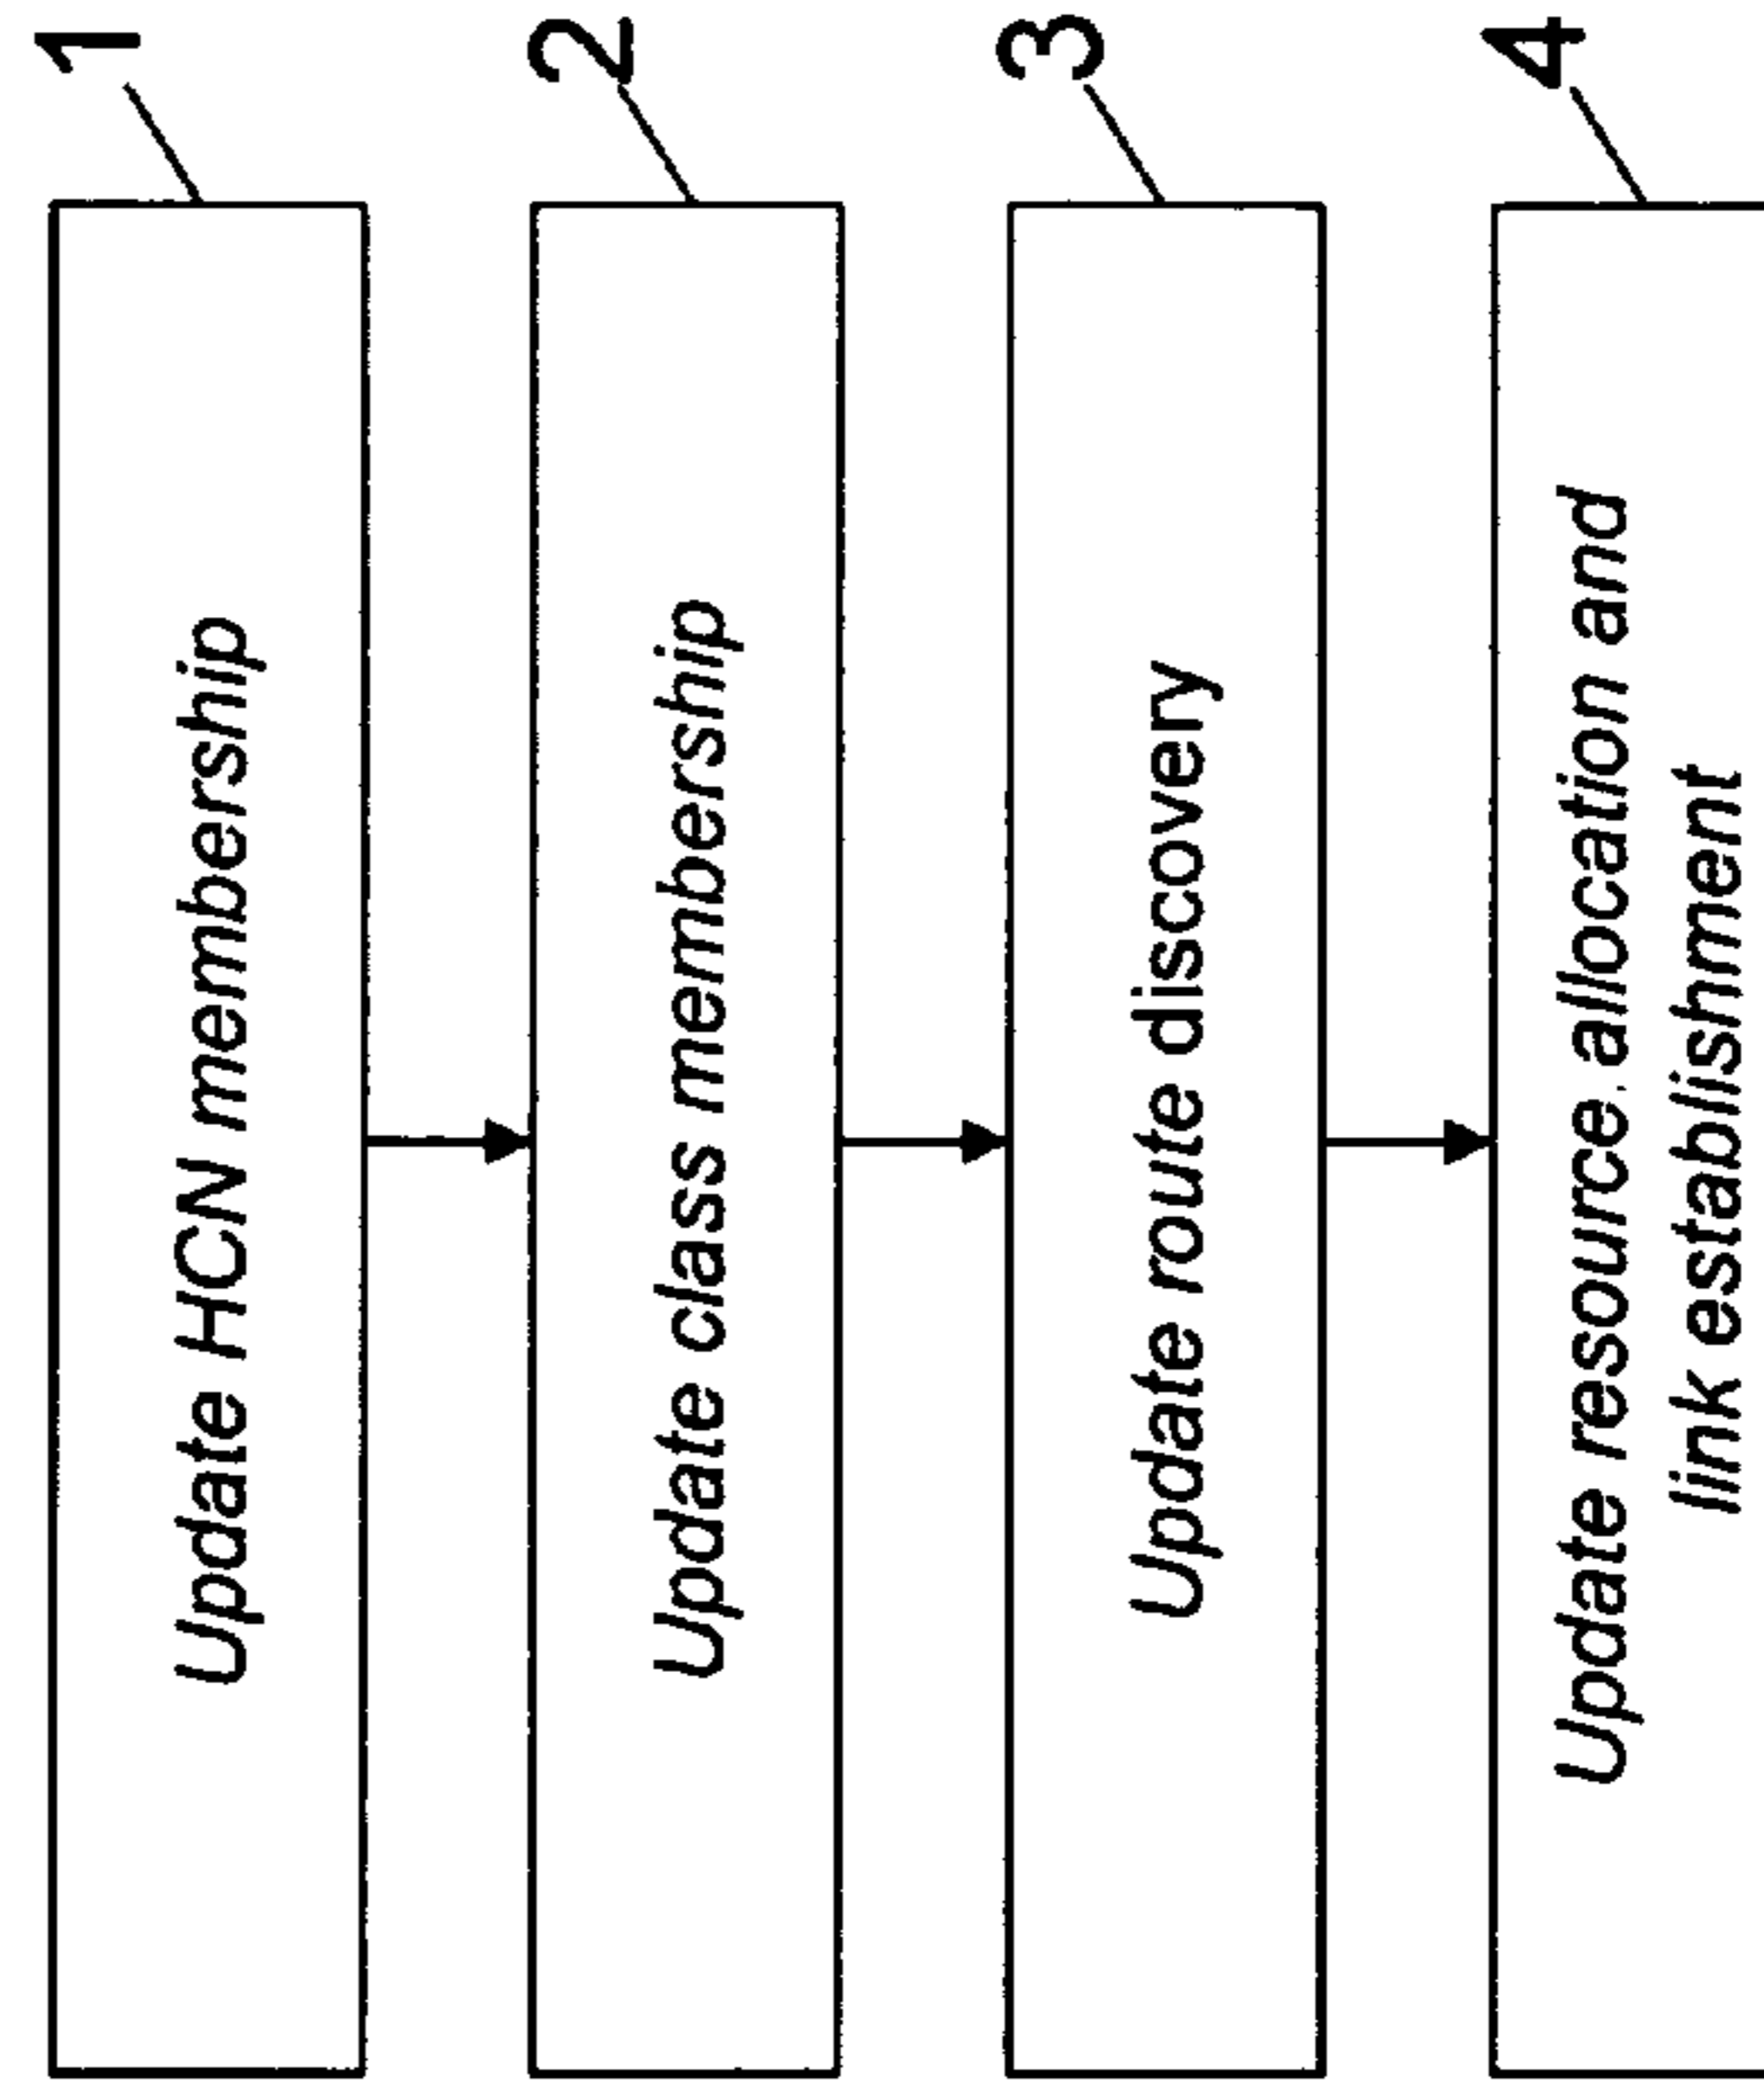 1
Update HCN membership
2
Update class membership
3
Update route discovery
4
Update resource allocation and
link establishment